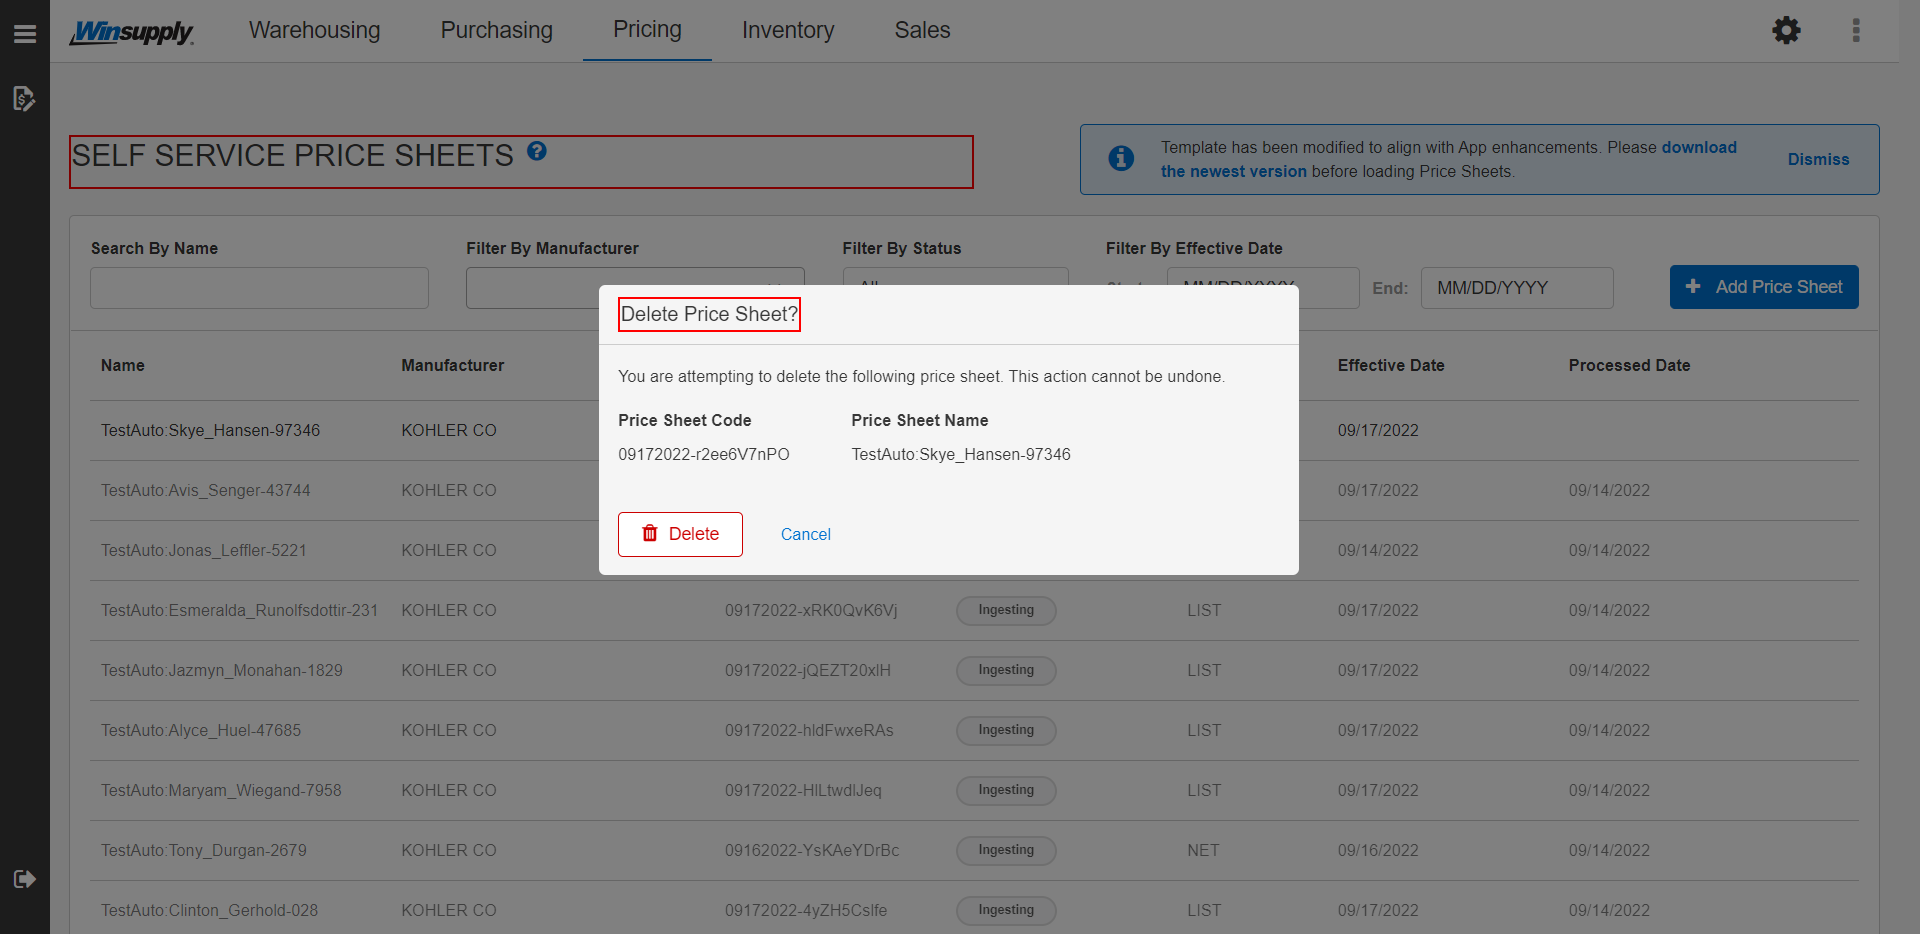 Winsupply Warehousing Purchasing Pricing Inventory Sales
SELF SERVICE PRICE SHEETS
Template has been modified to align with App enhancements. Please download
the newest version before loading Price Sheets.
Dismiss
Search By Name Filter By Manufacturer Filter By Status Filter By Effective Date
End: MM/DD/YYYY Add Price Sheet
Delete Price Sheet?
You are attempting to delete the following price sheet. This action cannot be undone.
Price Sheet Code Price Sheet Name
09172022-r2ee6V7nPO TestAuto:Skye_Hansen-97346
Delete Cancel
Name Manufacturer Effective Date Processed Date
TestAuto:Skye_Hansen-97346 KOHLER CO 09/17/2022
TestAuto:Avis_Senger-43744 KOHLER CO 09/17/2022 09/14/2022
TestAuto:Jonas_Leffler-5221 KOHLER CO 09/14/2022 09/14/2022
TestAuto:Esmeralda_Runolfsdottir-231 KOHLER CO 09172022-xRK0QvK6Vj Ingesting LIST 09/17/2022 09/14/2022
TestAuto:Jazmyn_Monahan-1829 KOHLER CO 09172022-jQEZT20xlH Ingesting LIST 09/17/2022 09/14/2022
TestAuto:Alyce_Huel-47685 KOHLER CO 09172022-hldFwxeRAs Ingesting LIST 09/17/2022 09/14/2022
TestAuto:Maryam_Wiegand-7958 KOHLER CO 09172022-HlLtwdlJeq Ingesting LIST 09/17/2022 09/14/2022
TestAuto:Tony_Durgan-2679 KOHLER CO 09162022-YsKAeYDrBc Ingesting NET 09/16/2022 09/14/2022
TestAuto:Clinton_Gerhold-028 KOHLER CO 09172022-4yZH5Cslfe Ingesting LIST 09/17/2022 09/14/2022